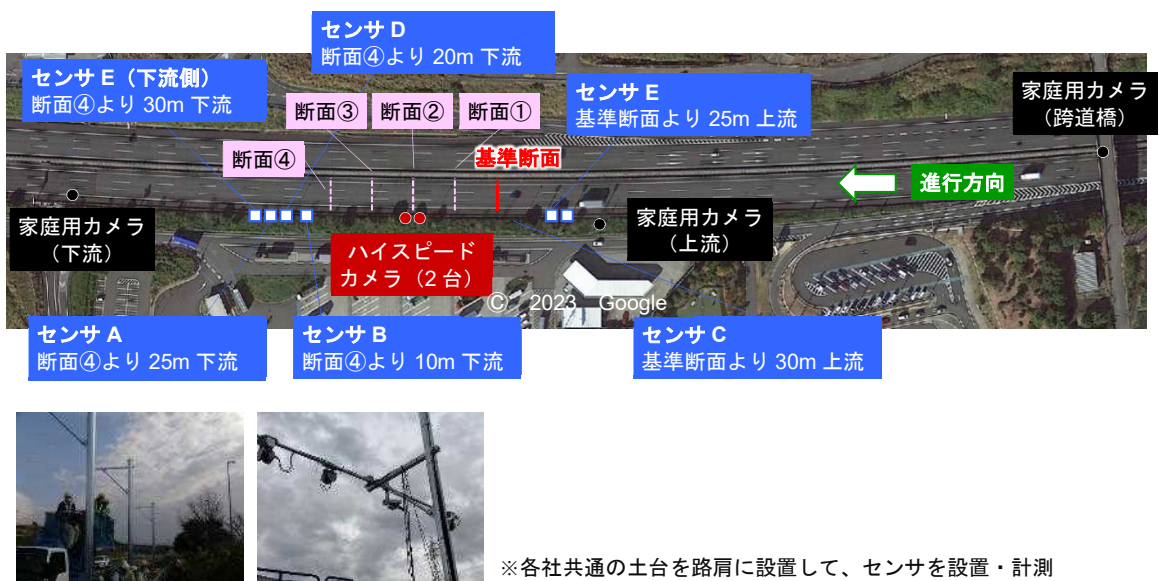 センサ D
断面④より 20m 下流
センサ E（下流側）
断面④より 30m 下流
センサ E
基準断面より 25m 上流
家庭用カメラ
（跨道橋）
断面③
断面②
断面①
断面④
基準断面
進行方向
家庭用カメラ
（下流）
家庭用カメラ
（上流）
ハイスピード
カメラ（2 台）
© 2023 Google
センサ A
断面④より 25m 下流
センサ B
断面④より 10m 下流
センサ C
基準断面より 30m 上流
※各社共通の土台を路肩に設置して、センサを設置・計測